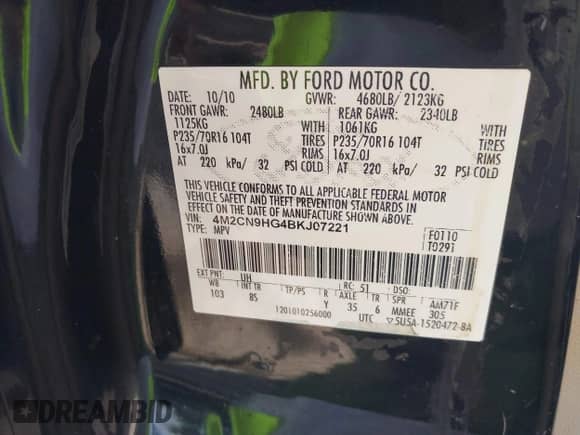 MFD. BY FORD MOTOR CO.
DATE: 10/10 GVWR: 4680LB/ 2123KG
FRONT GAWR: 2480LB REAR GAWR: 2340LB
1125KG WITH 1061KG WITH
P235/70R16 104T TIRES P235/70R16 104T TIRES
16x7.0J RIMS 16x7.0J RIMS
AT 220 kPa/ 32 PSI COLD AT 220 kPa/ 32 PSI COLD
THIS VEHICLE CONFORMS TO ALL APPLICABLE FEDERAL MOTOR
VEHICLE SAFETY AND THEFT PREVENTION STANDARDS IN
EFFECT ON THE DATE OF MANUFACTURE SHOWN ABOVE.
VIN: 4M2CN9HG4BKJ07221 F0110
TYPE: MPV T0291
EXT PNT: UH RC: 51 DSO:
WB INT TR TP/PS R AXLE TR SPR AM71F
103 8S Y 35 6 MMEE 305
1201010256000 UTC ▽5U5A-1520472-BA
DREAMBID